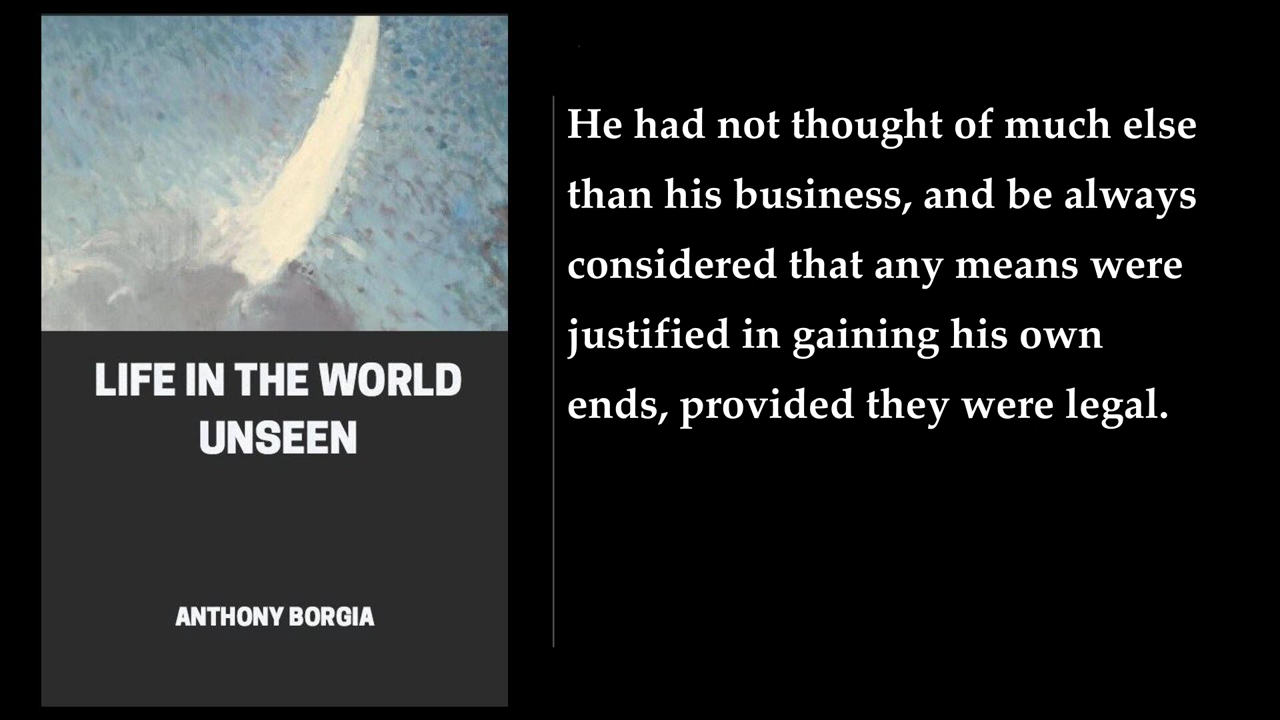 LIFE IN THE WORLD
UNSEEN
ANTHONY BORGIA
He had not thought of much else
than his business, and be always
considered that any means were
justified in gaining his own
ends, provided they were legal.